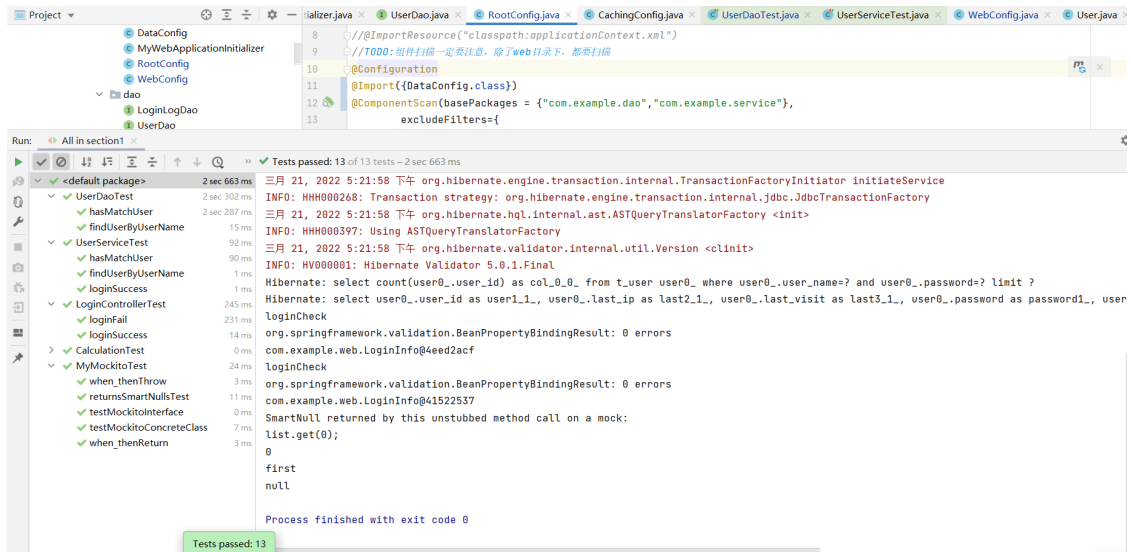 Project
tializer.java
UserDao.java
RootConfig.java
CachingConfig.java
UserDaoTest.java
UserServiceTest.java
WebConfig.java
User.java
DataConfig
MyWebApplicationInitializer
RootConfig
WebConfig
dao
LoginLogDao
UserDao
8 //@ImportResource("classpath:applicationContext.xml")
9 //TODO:组件扫描一定要注意，除了web目录下，都要扫描
10 @Configuration
11 @Import({DataConfig.class})
12 @ComponentScan(basePackages = {"com.example.dao","com.example.service"},
13 excludeFilters={
Run: All in section1
Tests passed: 13 of 13 tests – 2 sec 663 ms
<default package> 2 sec 663 ms
UserDaoTest 2 sec 302 ms
hasMatchUser 2 sec 287 ms
findUserByUserName 15 ms
UserServiceTest 92 ms
hasMatchUser 90 ms
findUserByUserName 1 ms
loginSuccess 1 ms
LoginControllerTest 245 ms
loginFail 231 ms
loginSuccess 14 ms
CalculationTest 0 ms
MyMockitoTest 24 ms
when_thenThrow 3 ms
returnsSmartNullsTest 11 ms
testMockitoInterface 0 ms
testMockitoConcreteClass 7 ms
when_thenReturn 3 ms
三月 21, 2022 5:21:58 下午 org.hibernate.engine.transaction.internal.TransactionFactoryInitiator initiateService
INFO: HHH000268: Transaction strategy: org.hibernate.engine.transaction.internal.jdbc.JdbcTransactionFactory
三月 21, 2022 5:21:58 下午 org.hibernate.hql.internal.ast.ASTQueryTranslatorFactory <init>
INFO: HHH000397: Using ASTQueryTranslatorFactory
三月 21, 2022 5:21:58 下午 org.hibernate.validator.internal.util.Version <clinit>
INFO: HV000001: Hibernate Validator 5.0.1.Final
Hibernate: select count(user0_.user_id) as col_0_0_ from t_user user0_ where user0_.user_name=? and user0_.password=? limit ?
Hibernate: select user0_.user_id as user1_1_, user0_.last_ip as last2_1_, user0_.last_visit as last3_1_, user0_.password as password1_, user
loginCheck
org.springframework.validation.BeanPropertyBindingResult: 0 errors
com.example.web.LoginInfo@4eed2acf
loginCheck
org.springframework.validation.BeanPropertyBindingResult: 0 errors
com.example.web.LoginInfo@41522537
SmartNull returned by this unstubbed method call on a mock:
list.get(0);
0
first
null
Process finished with exit code 0
Tests passed: 13